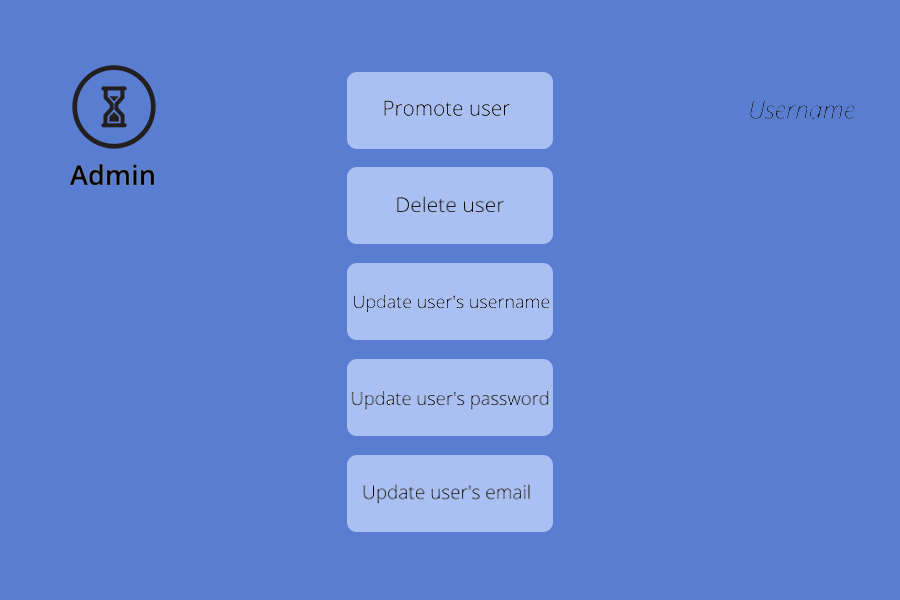 Admin
Promote user
Delete user
Update user's username
Update user's password
Update user's email
Username